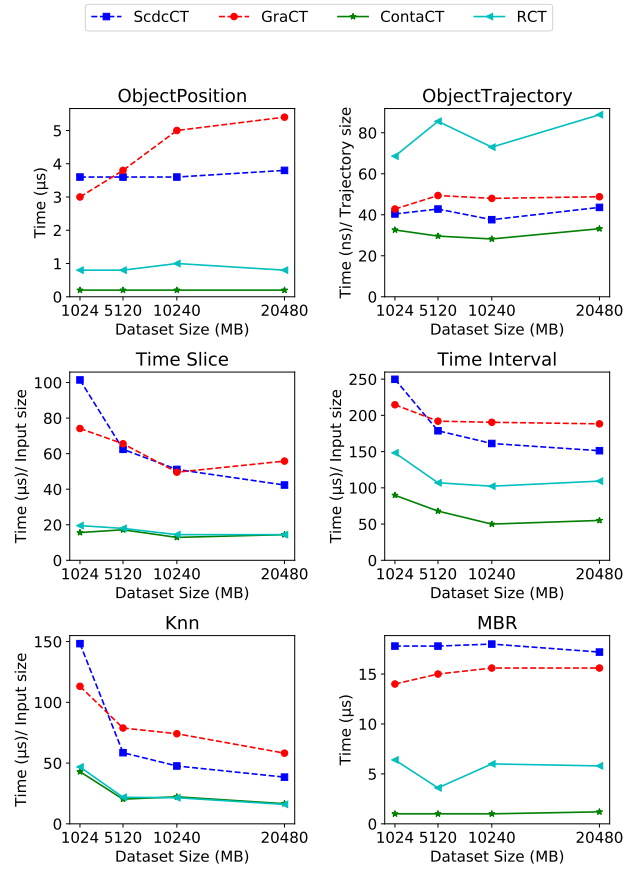 ScdcCT GraCT ContaCT RCT
ObjectPosition
Time (μs)
5
4
3
2
1
0
1024 5120 10240 20480
Dataset Size (MB)
ObjectTrajectory
Time (ns)/ Trajectory size
80
60
40
20
0
1024 5120 10240 20480
Dataset Size (MB)
Time Slice
Time (μs)/ Input size
100
80
60
40
20
0
1024 5120 10240 20480
Dataset Size (MB)
Time Interval
Time (μs)/ Input size
250
200
150
100
50
0
1024 5120 10240 20480
Dataset Size (MB)
Knn
Time (μs)/ Input size
150
100
50
0
1024 5120 10240 20480
Dataset Size (MB)
MBR
Time (μs)
15
10
5
0
1024 5120 10240 20480
Dataset Size (MB)